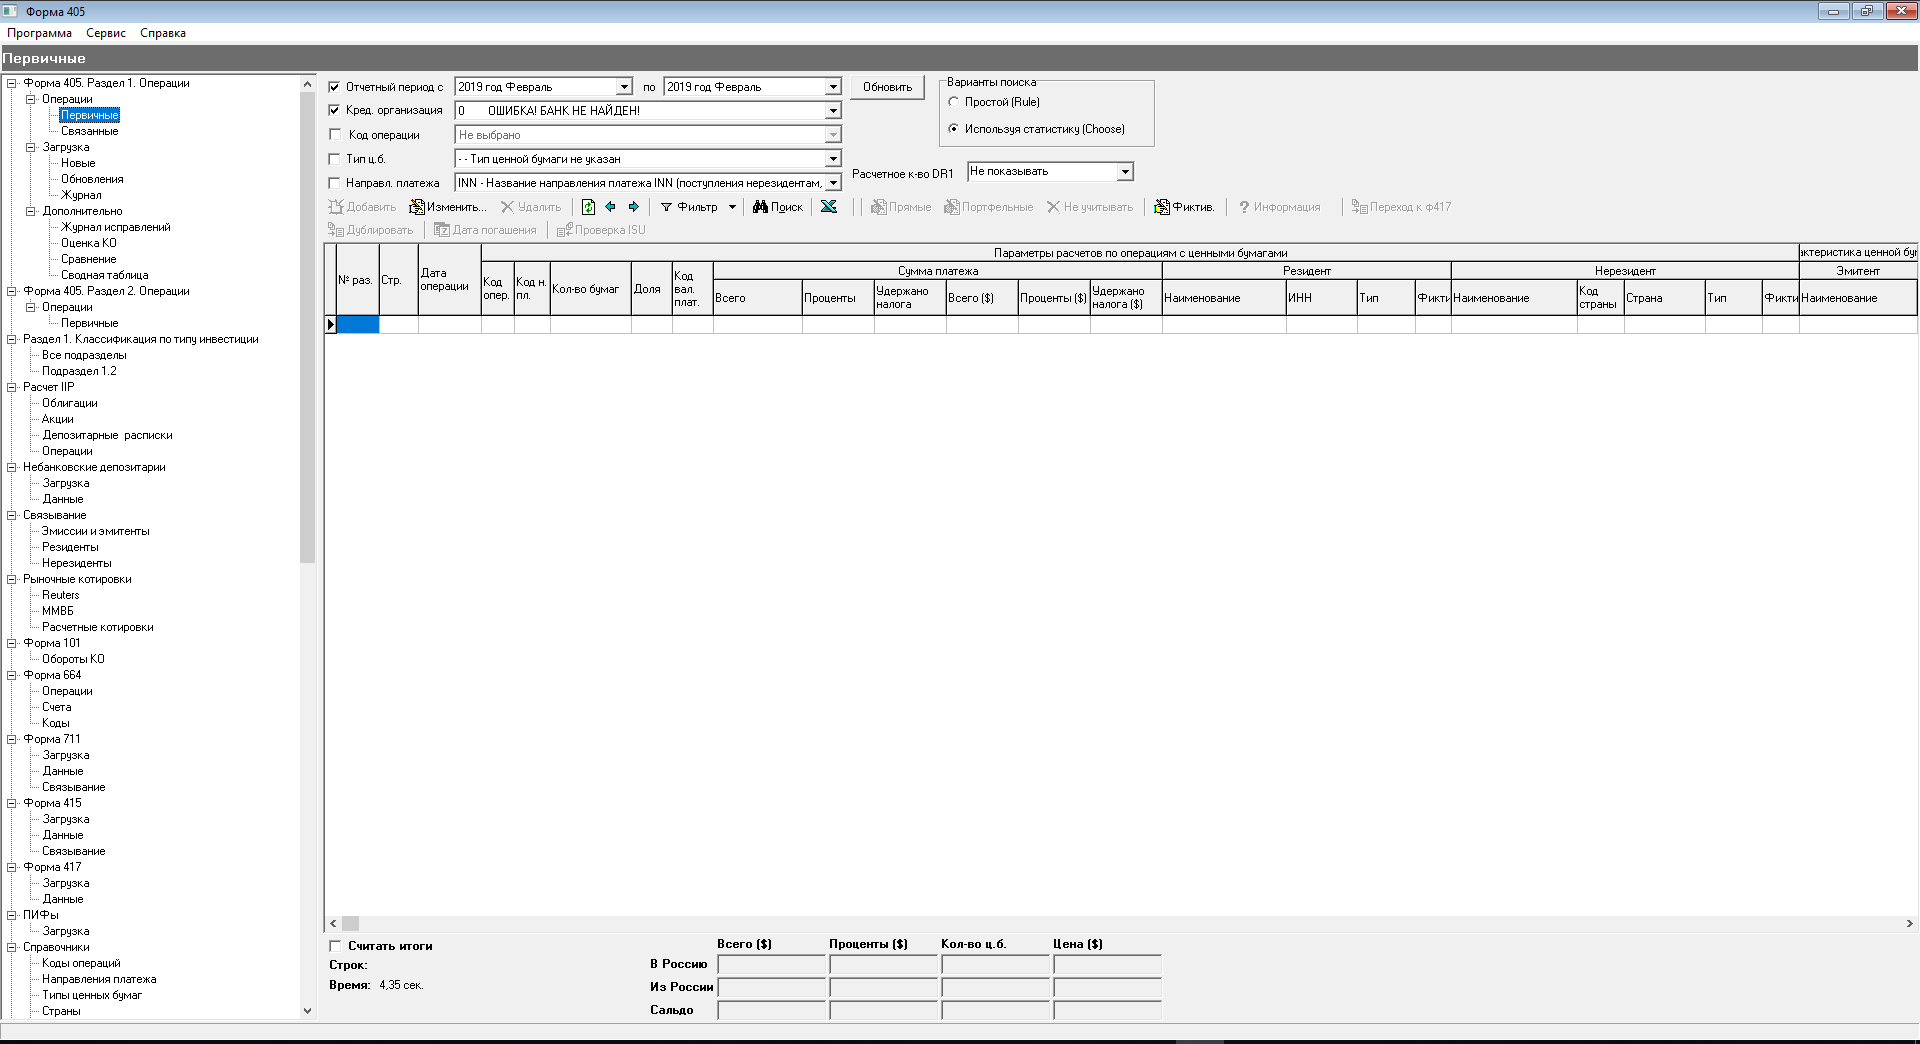 Форма 405
Программа Сервис Справка
Первичные
Форма 405. Раздел 1. Операции
Операции
Первичные
Связанные
Загрузка
Новые
Обновления
Журнал
Дополнительно
Журнал исправлений
Оценка КО
Сравнение
Сводная таблица
Форма 405. Раздел 2. Операции
Операции
Первичные
Раздел 1. Классификация по типу инвестиции
Все подразделы
Подраздел 1.2
Расчет IIP
Облигации
Акции
Депозитарные расписки
Операции
Небанковские депозитарии
Загрузка
Данные
Связывание
Эмиссии и эмитенты
Резиденты
Нерезиденты
Рыночные котировки
Reuters
ММВБ
Расчетные котировки
Форма 101
Обороты КО
Форма 664
Операции
Счета
Коды
Форма 711
Загрузка
Данные
Связывание
Форма 415
Загрузка
Данные
Связывание
Форма 417
Загрузка
Данные
ПИФы
Загрузка
Справочники
Коды операций
Направления платежа
Типы ценных бумаг
Страны
Отчетный период с 2019 год Февраль по 2019 год Февраль Обновить
Кред. организация 0 ОШИБКА! БАНК НЕ НАЙДЕН!
Код операции Не выбрано
Тип ц.б. - - Тип ценной бумаги не указан
Направл. платежа INN - Название направления платежа INN (поступления нерезидентам,
Варианты поиска
Простой (Rule)
Используя статистику (Choose)
Расчетное к-во DR1 Не показывать
Добавить Изменить... Удалить Фильтр Поиск Прямые Портфельные Не учитывать Фиктив. Информация Переход к Ф417
Дублировать Дата погашения Проверка ISU
Параметры расчетов по операциям с ценными бумагами актеристика ценной бум
Сумма платежа Резидент Нерезидент Эмитент
№ раз. Стр. Дата операции Код опер. Код н. пл. Кол-во бумаг Доля Код вал. плат. Всего Проценты Удержано налога Всего ($) Проценты ($) Удержано налога ($) Наименование ИНН Тип Фикти Наименование Код страны Страна Тип Фикти Наименование
Считать итоги
Строк:
Время: 4,35 сек.
Всего ($) Проценты ($) Кол-во ц.б. Цена ($)
В Россию
Из России
Сальдо